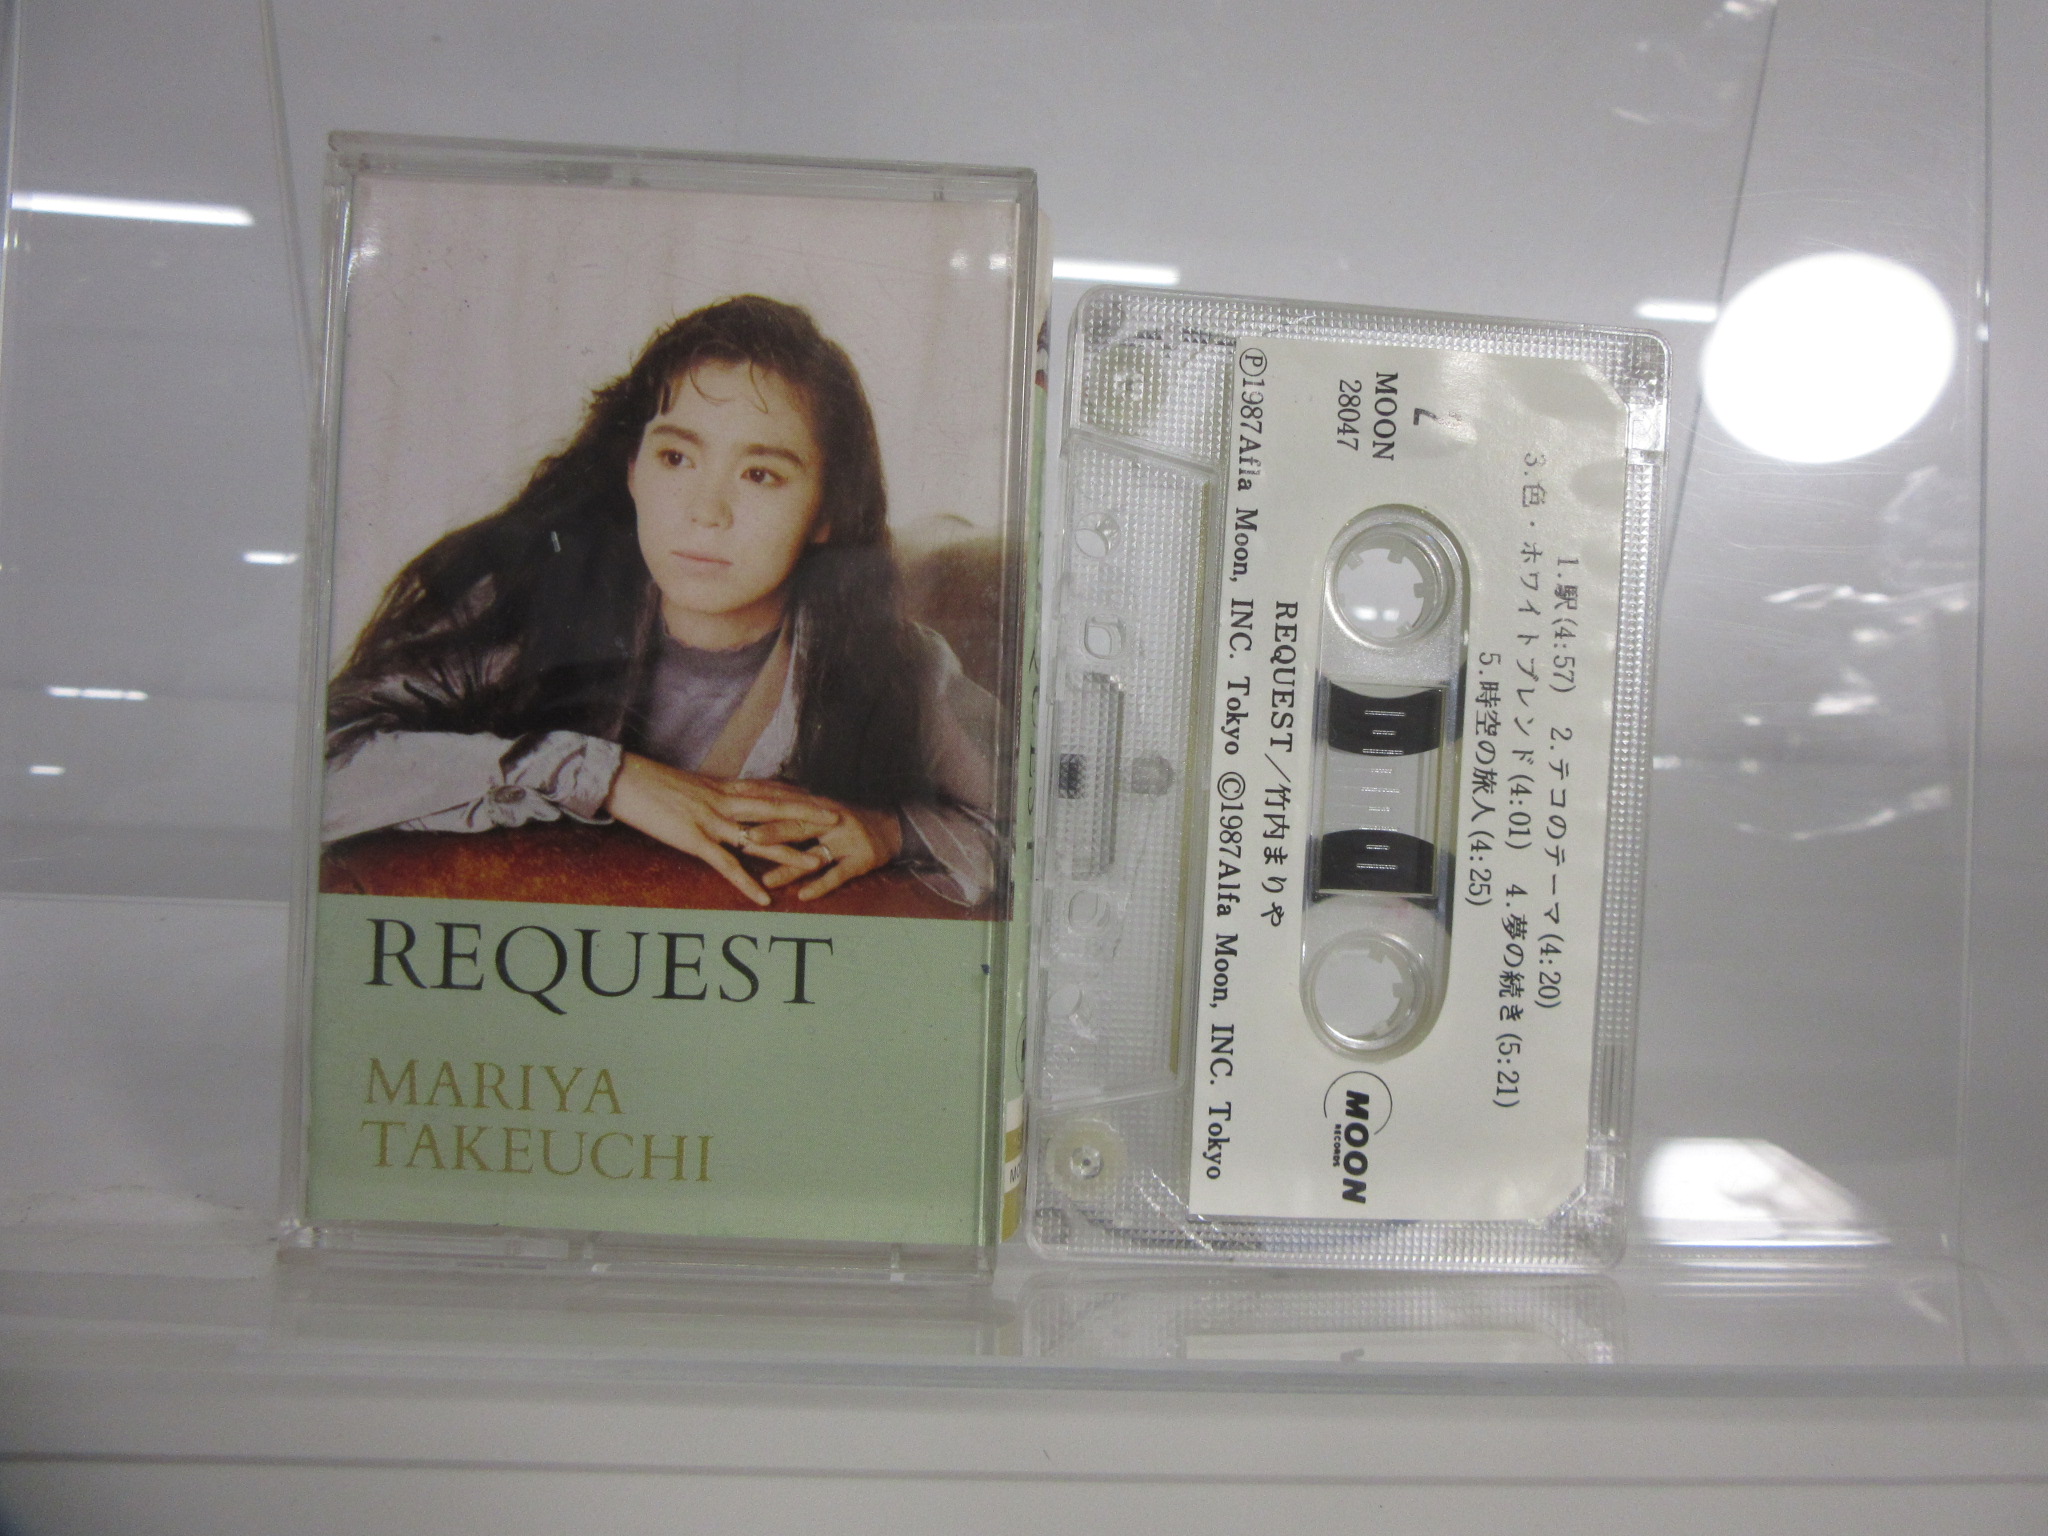 REQUEST
MARIYA
TAKEUCHI
1.駅(4:57) 2.テコのテーマ(4:20)
3.色・ホワイトブレンド(4:01) 4.夢の続き(5:21)
5.時空の旅人(4:25)
MOON
28047
MOON
RECORDS
REQUEST/竹内まりや
Ⓟ1987Afla Moon, INC. Tokyo Ⓒ1987Alfa Moon, INC. Tokyo